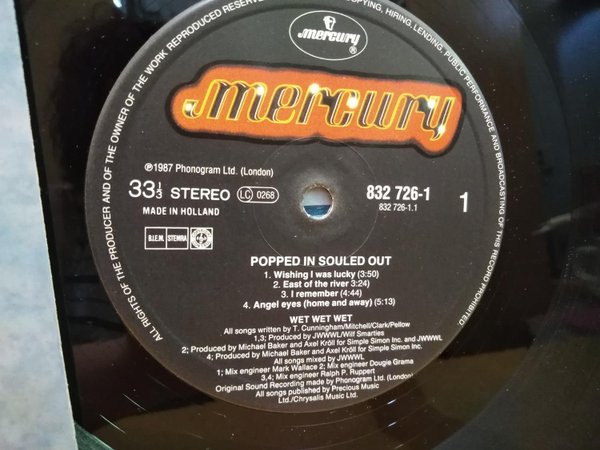 ALL RIGHTS OF THE PRODUCER AND OF THE OWNER OF THE WORK REPRODUCED RESERVED
COPYING, HIRING, LENDING, PUBLIC PERFORMANCE AND BROADCASTING OF THIS RECORD PROHIBITED.
mercury ®
mercury
℗1987 Phonogram Ltd. (London)
33⅓ STEREO LC 0268 832 726-1
MADE IN HOLLAND 832 726-1.1 1
B.I.E.M. STEMRA
POPPED IN SOULED OUT
1. Wishing I was lucky (3:50)
2. East of the river 3:24)
3. I remember (4:44)
4. Angel eyes (home and away) (5:13)
WET WET WET
All songs written by T. Cunningham/Mitchell/Clark/Pellow
1,3; Produced by JWWWL/Wilf Smarties
2; Produced by Michael Baker and Axel Kröll for Simple Simon Inc. and JWWWL
4; Produced by Michael Baker and Axel Kröll for Simple Simon Inc.
All songs mixed by JWWWL
1; Mix engineer Mark Wallace 2; Mix engineer Dougie Grama
3,4; Mix engineer Ralph P. Ruppert
Original Sound Recording made by Phonogram Ltd. (London)
All songs published by Precious Music
Ltd./Chrysalis Music Ltd.